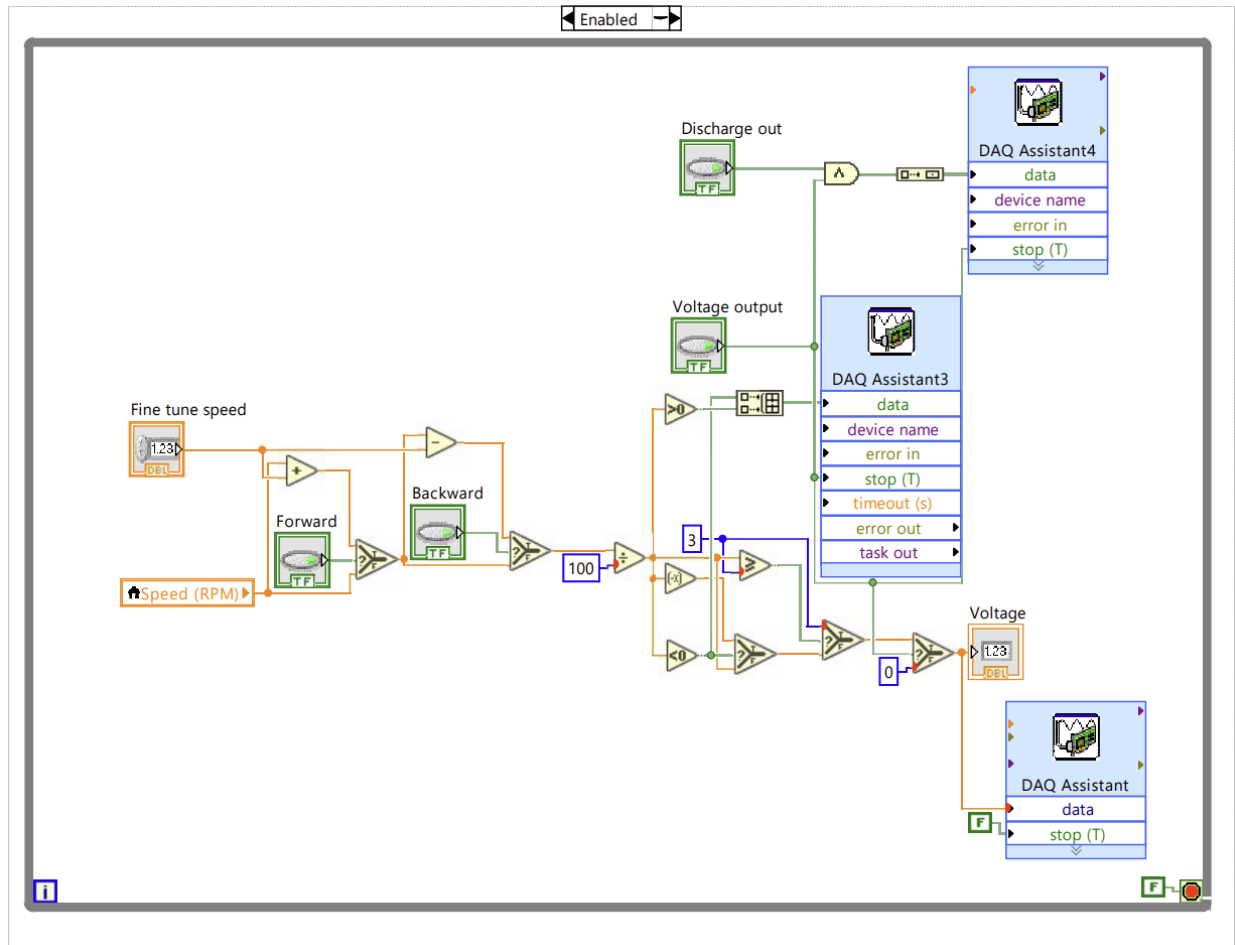 Enabled
Discharge out
TF
DAQ Assistant4
data
device name
error in
stop (T)
Voltage output
TF
DAQ Assistant3
data
device name
error in
stop (T)
timeout (s)
error out
task out
>0
Fine tune speed
1.23
DBL
+
-
Forward
TF
Backward
TF
? T F
? T F
Speed (RPM)
100
÷
3
≥
(-x)
<0
? T F
? T F
0
? T F
Voltage
1.23
DBL
DAQ Assistant
data
F
stop (T)
i
F